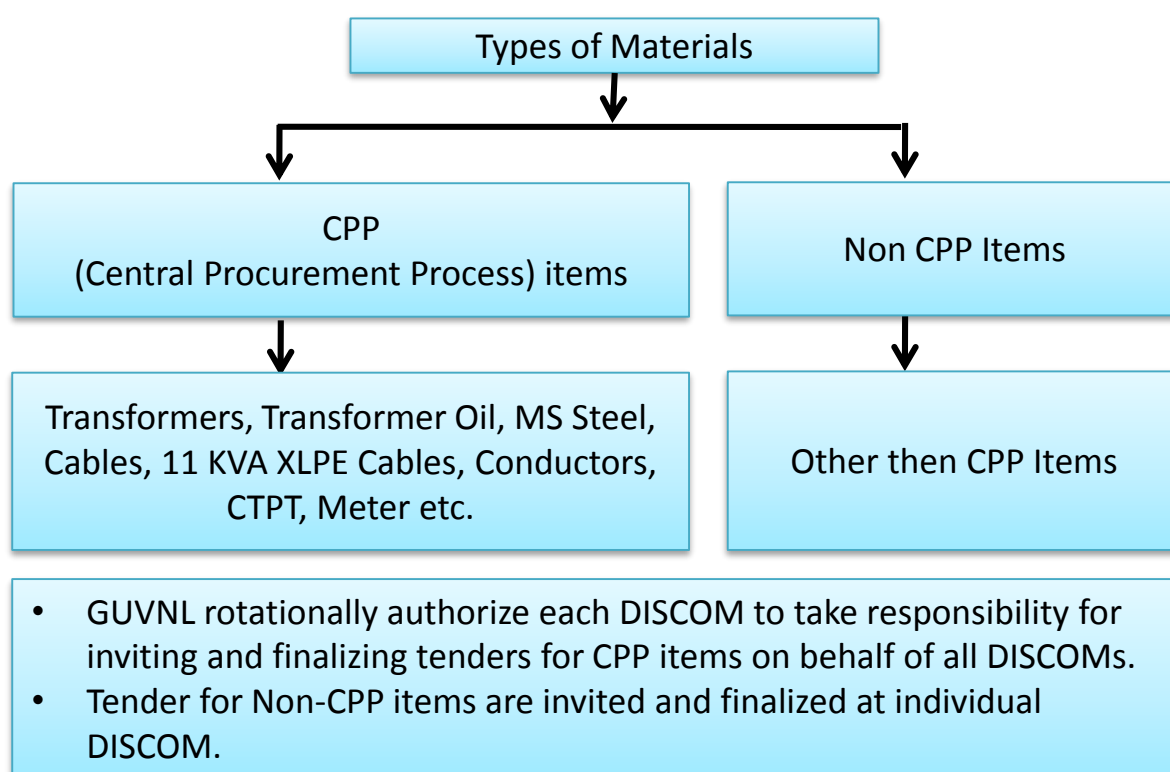 Types of Materials
CPP
(Central Procurement Process) items
Non CPP Items
Transformers, Transformer Oil, MS Steel,
Cables, 11 KVA XLPE Cables, Conductors,
CTPT, Meter etc.
Other then CPP Items
• GUVNL rotationally authorize each DISCOM to take responsibility for
inviting and finalizing tenders for CPP items on behalf of all DISCOMs.
• Tender for Non-CPP items are invited and finalized at individual
DISCOM.